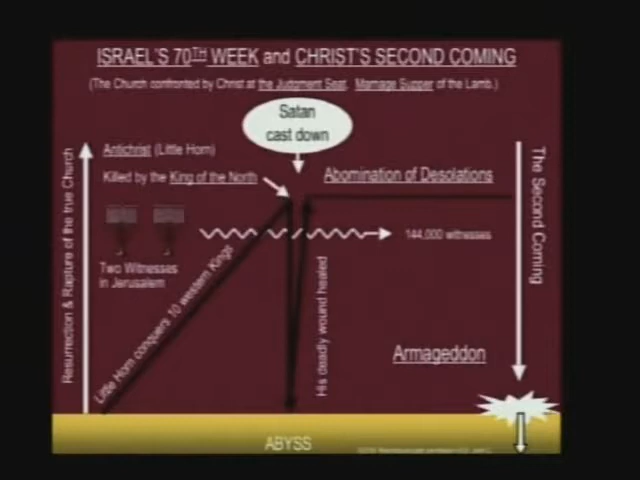 ISRAEL'S 70TH WEEK and CHRIST'S SECOND COMING
(The Church confronted by Christ at the Judgment Seat. Marriage Supper of the Lamb.)
Satan
cast down
Antichrist (Little Horn)
Killed by the King of the North
Abomination of Desolations
144,000 witnesses
Two Witnesses
in Jerusalem
Resurrection & Rapture of the true Church
Little Horn conquers 10 western Kings
His deadly wound healed
The Second Coming
Armageddon
ABYSS